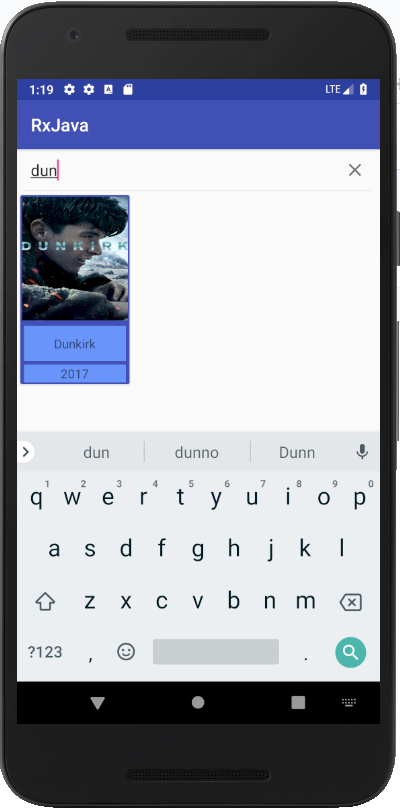 1:19 LTE
RxJava
dun
DUNKIRK
Dunkirk
2017
dun dunno Dunn
1 2 3 4 5 6 7 8 9 0
q w e r t y u i o p
a s d f g h j k l
z x c v b n m
?123 , .